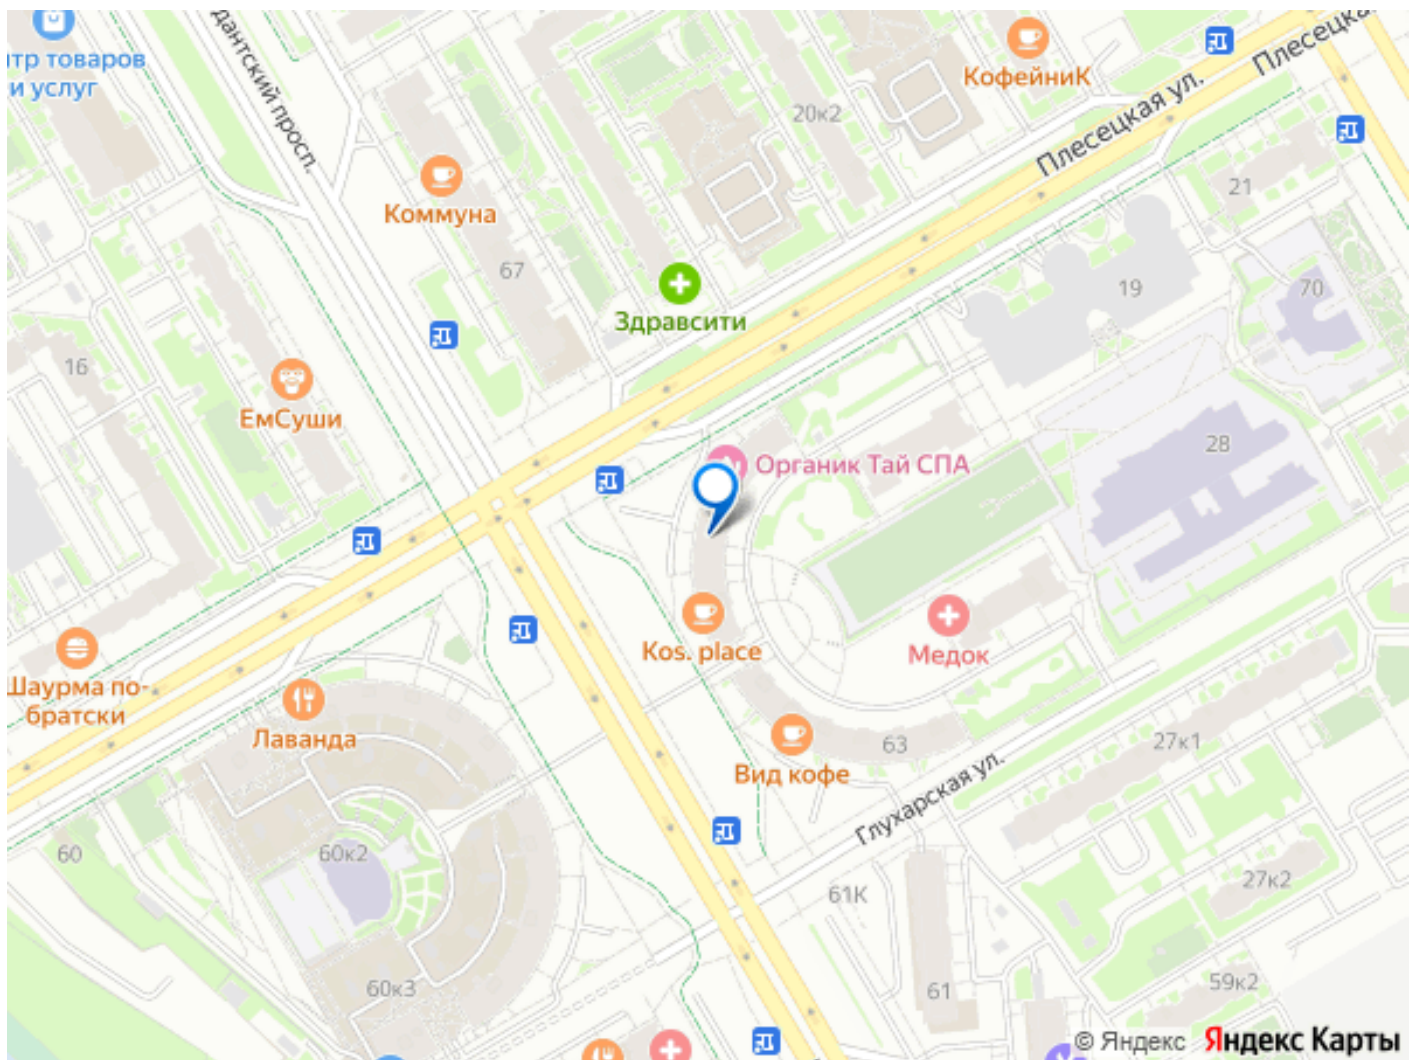 тр товаров
и услуг
дантский просп.
КофейниК
Плесецкая ул.
Плесецка
20к2
Коммуна
67
21
Здравсити
19
70
16
ЕмСуши
28
Органик Тай СПА
Kos. place
Медок
Шаурма по-
братски
Лаванда
63
27к1
Вид кофе
Глухарская ул.
60
60к2
61К
27к2
60к3
61
59к2
© Яндекс Яндекс Карты